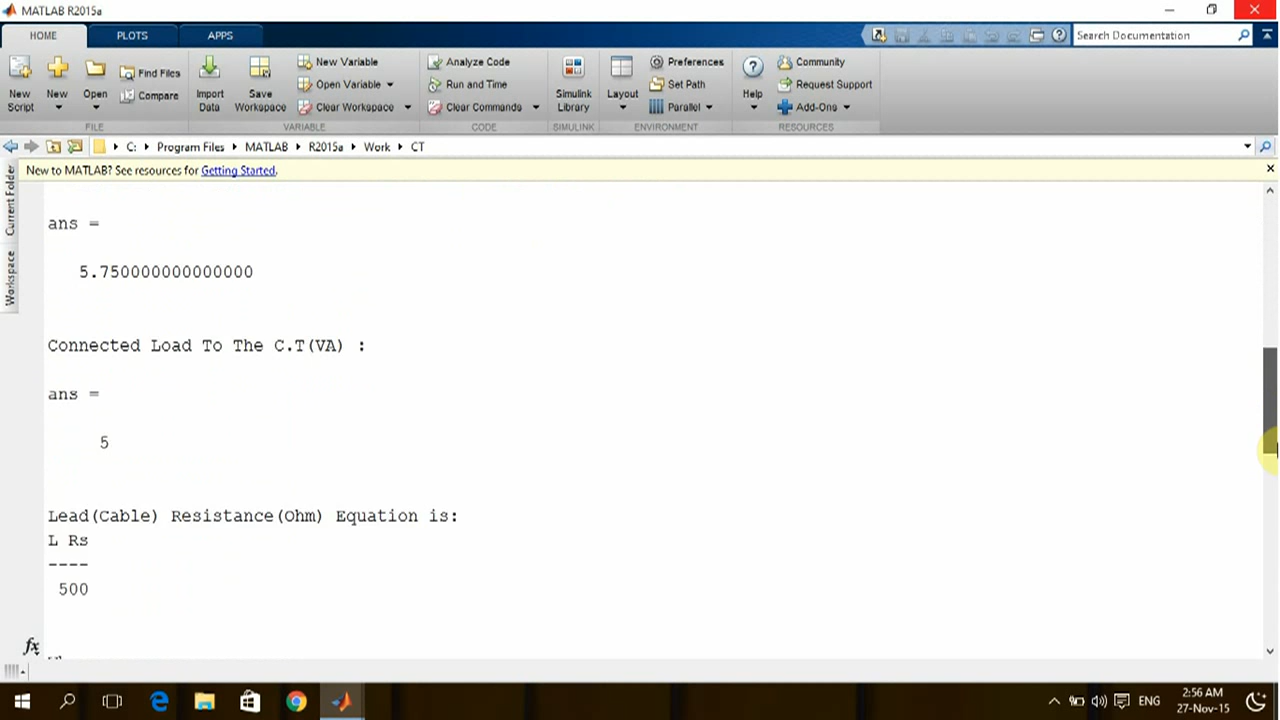 MATLAB R2015a
HOME PLOTS APPS
Search Documentation
New Script
New
Open
Find Files
Compare
FILE
Import Data
Save Workspace
New Variable
Open Variable
Clear Workspace
VARIABLE
Analyze Code
Run and Time
Clear Commands
CODE
Simulink Library
SIMULINK
Layout
Preferences
Set Path
Parallel
ENVIRONMENT
Help
Community
Request Support
Add-Ons
RESOURCES
C: Program Files MATLAB R2015a Work CT
New to MATLAB? See resources for Getting Started.
Current Folder
Workspace
ans =
5.750000000000000
Connected Load To The C.T(VA) :
ans =
5
Lead(Cable) Resistance(Ohm) Equation is:
L Rs
----
500
fx
ENG
2:56 AM
27-Nov-15